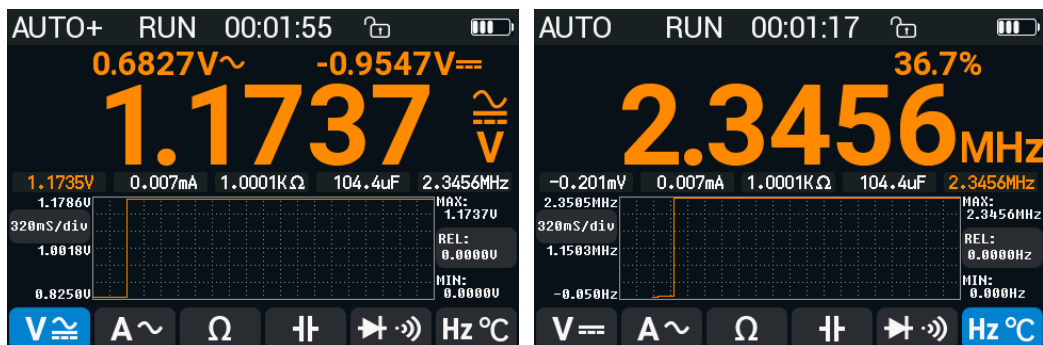 AUTO+ RUN 00:01:55
0.6827V~ -0.9547V
1.1737 V
1.1735V 0.007mA 1.0001KΩ 104.4uF 2.3456MHz
1.1786V
320mS/div
1.0018V
0.8250V
MAX:
1.1737V
REL:
0.0000V
MIN:
0.0000V
V A~ Ω Hz °C
AUTO RUN 00:01:17
36.7%
2.3456MHz
-0.201mV 0.007mA 1.0001KΩ 104.4uF 2.3456MHz
2.3505MHz
320mS/div
1.1503MHz
-0.050Hz
MAX:
2.3456MHz
REL:
0.0000Hz
MIN:
0.000Hz
V A~ Ω Hz °C